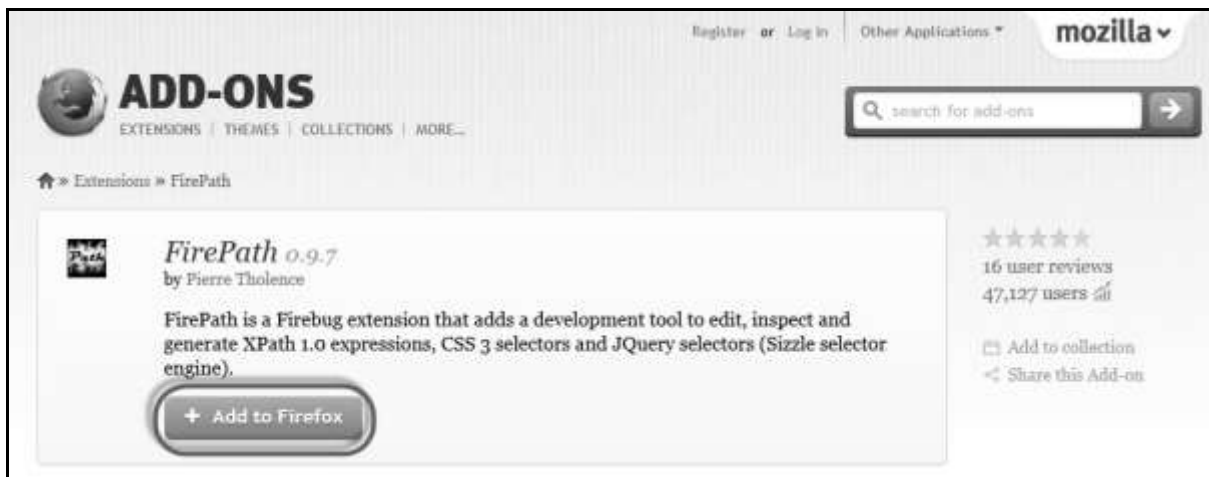 Register or Log in
Other Applications
mozilla
ADD-ONS
EXTENSIONS | THEMES | COLLECTIONS | MORE...
search for add-ons
» Extensions » FirePath
Path
FirePath 0.9.7
by Pierre Tholence
FirePath is a Firebug extension that adds a development tool to edit, inspect and
generate XPath 1.0 expressions, CSS 3 selectors and JQuery selectors (Sizzle selector
engine).
+ Add to Firefox
16 user reviews
47,127 users
Add to collection
Share this Add-on